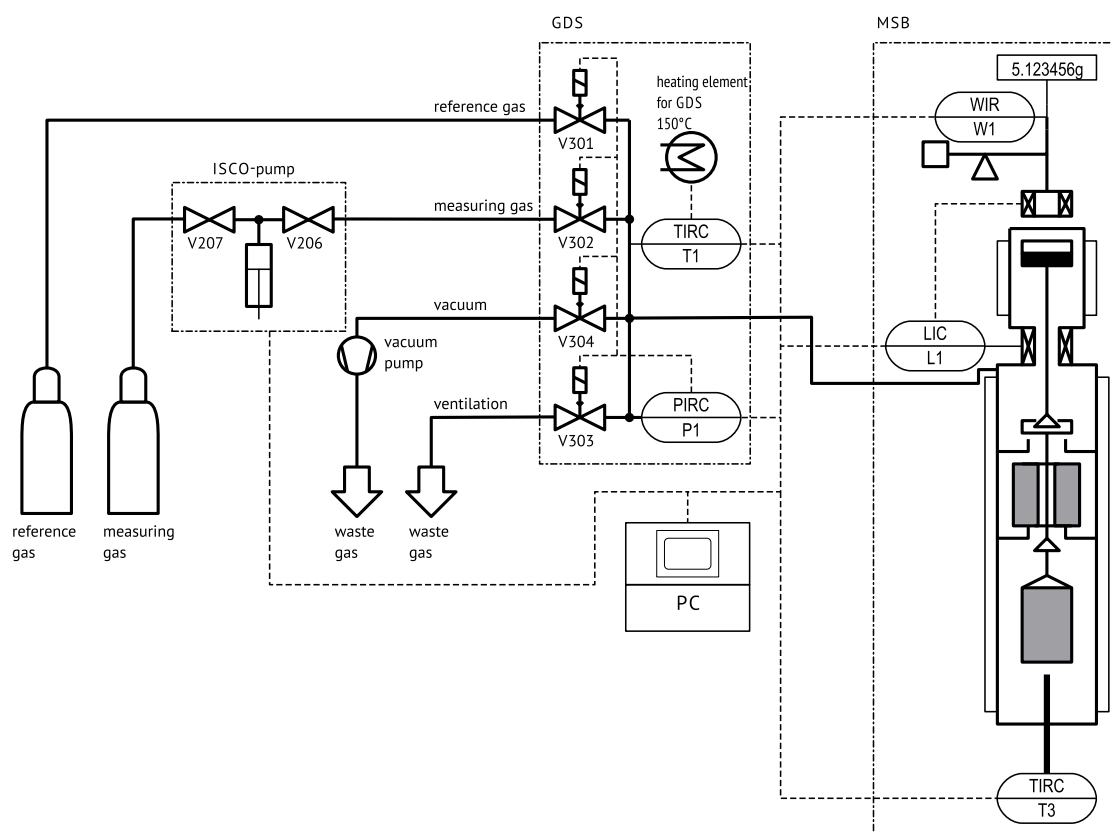 GDS
MSB
5.123456g
reference gas
V301
heating element
for GDS
150°C
WIR
W1
ISCO-pump
V207
V206
measuring gas
V302
TIRC
T1
vacuum
V304
vacuum
pump
LIC
L1
ventilation
V303
PIRC
P1
reference
gas
measuring
gas
waste
gas
waste
gas
PC
TIRC
T3